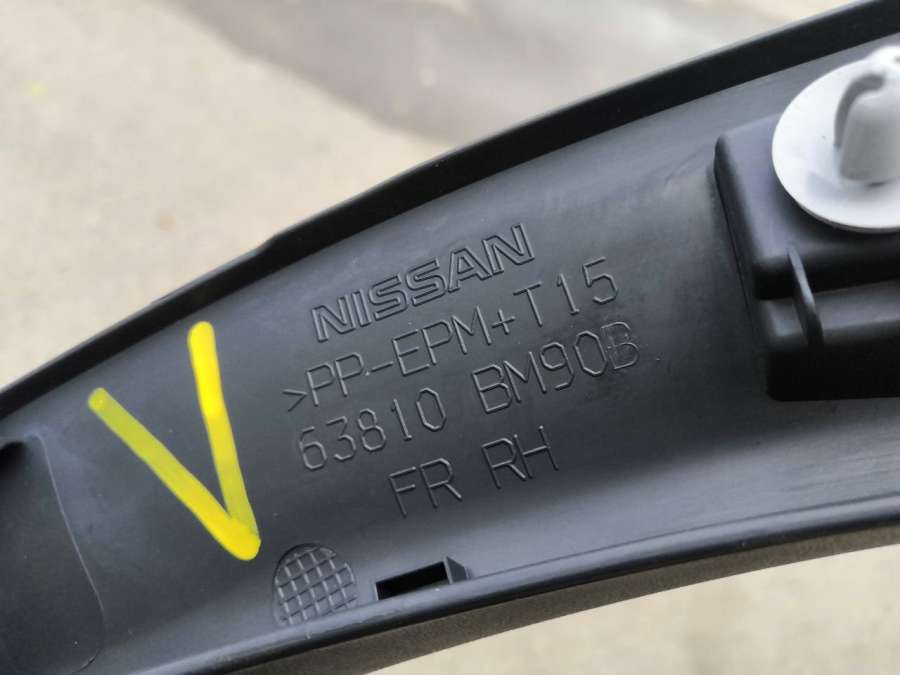 NISSAN
>PP-EPM+T15
63810 BM90B
FR RH
V